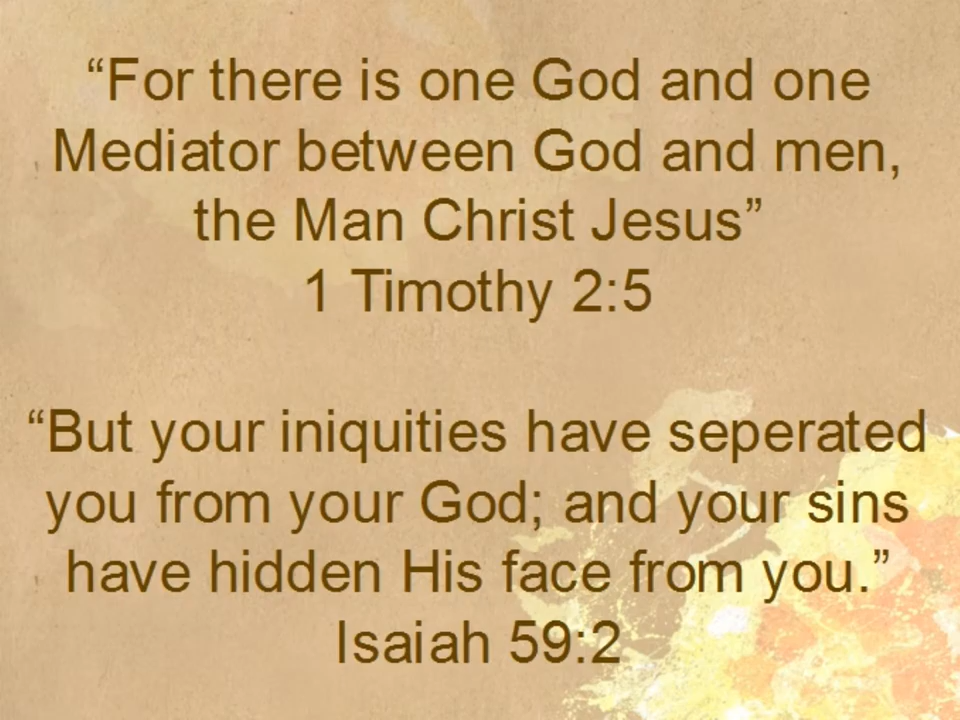 “For there is one God and one
Mediator between God and men,
the Man Christ Jesus”
1 Timothy 2:5
“But your iniquities have seperated
you from your God; and your sins
have hidden His face from you.”
Isaiah 59:2